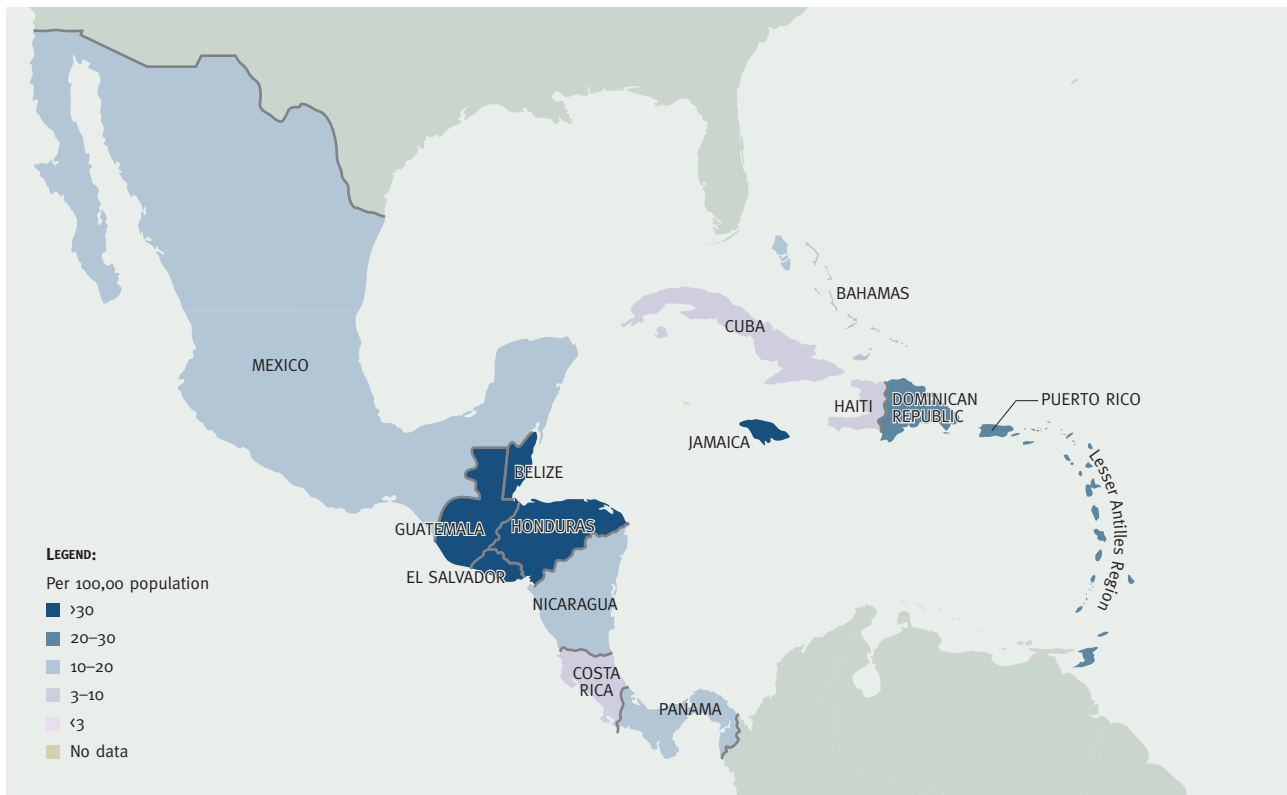 BAHAMAS
CUBA
MEXICO
HAITI
DOMINICAN
REPUBLIC
PUERTO RICO
JAMAICA
BELIZE
Lesser Antilles Region
GUATEMALA
HONDURAS
EL SALVADOR
NICARAGUA
COSTA
RICA
PANAMA
LEGEND:
Per 100,00 population
>30
20–30
10–20
3–10
<3
No data